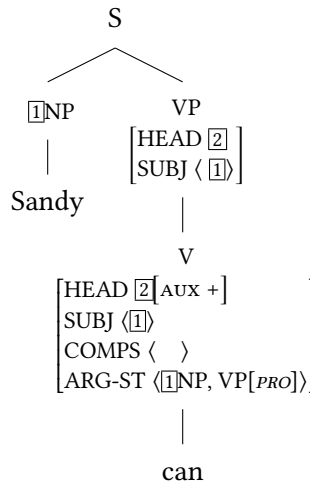 S
1NP VP
[HEAD 2
SUBJ ⟨ 1⟩]
Sandy
V
[HEAD 2[AUX +]
SUBJ ⟨1⟩
COMPS ⟨ ⟩
ARG-ST ⟨1NP, VP[PRO]⟩
can